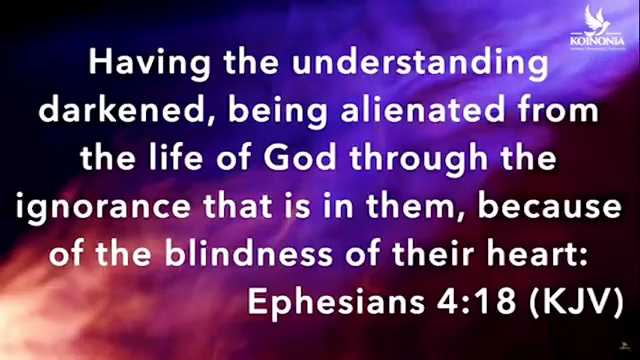 KOINONIA
Having the understanding
darkened, being alienated from
the life of God through the
ignorance that is in them, because
of the blindness of their heart:
Ephesians 4:18 (KJV)